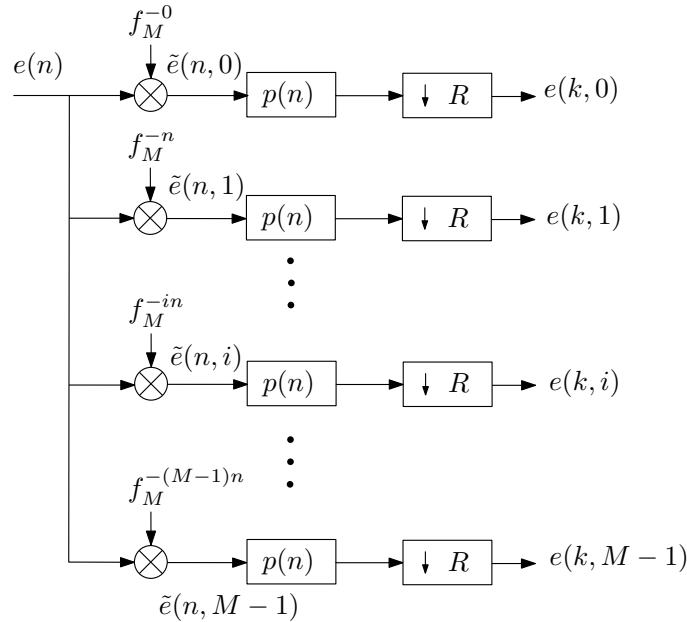 f_M^{-0}
e(n)
ẽ(n, 0)
p(n)
↓ R
e(k, 0)
f_M^{-n}
ẽ(n, 1)
p(n)
↓ R
e(k, 1)
f_M^{-in}
ẽ(n, i)
p(n)
↓ R
e(k, i)
f_M^{-(M-1)n}
p(n)
↓ R
e(k, M − 1)
ẽ(n, M − 1)